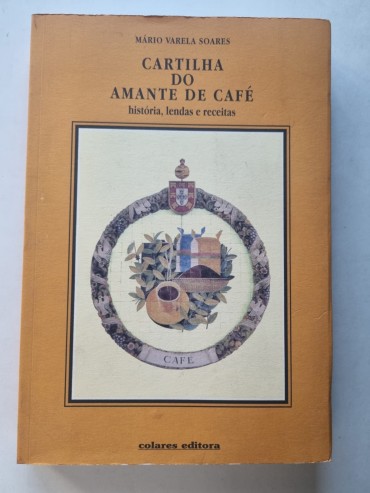 MÁRIO VARELA SOARES
CARTILHA
DO
AMANTE DE CAFÉ
história, lendas e receitas
CAFÉ
colares editora